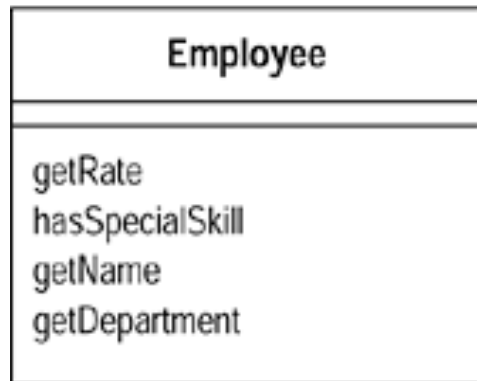 Employee
getRate
hasSpecialSkill
getName
getDepartment